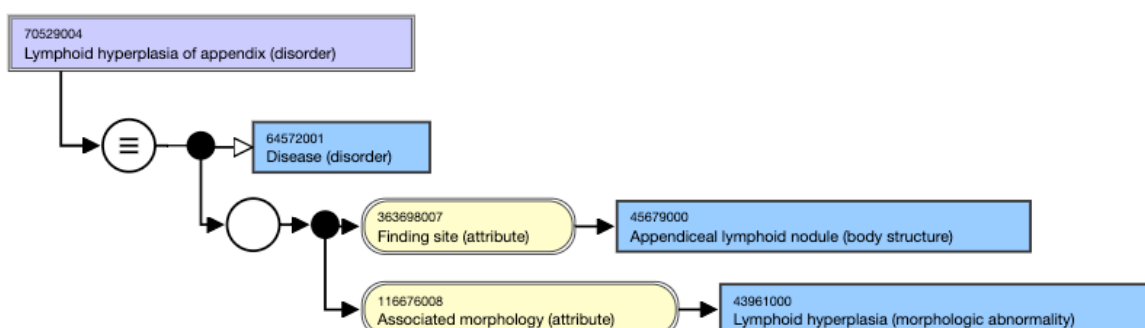 70529004
Lymphoid hyperplasia of appendix (disorder)
64572001
Disease (disorder)
363698007
Finding site (attribute)
45679000
Appendiceal lymphoid nodule (body structure)
116676008
Associated morphology (attribute)
43961000
Lymphoid hyperplasia (morphologic abnormality)